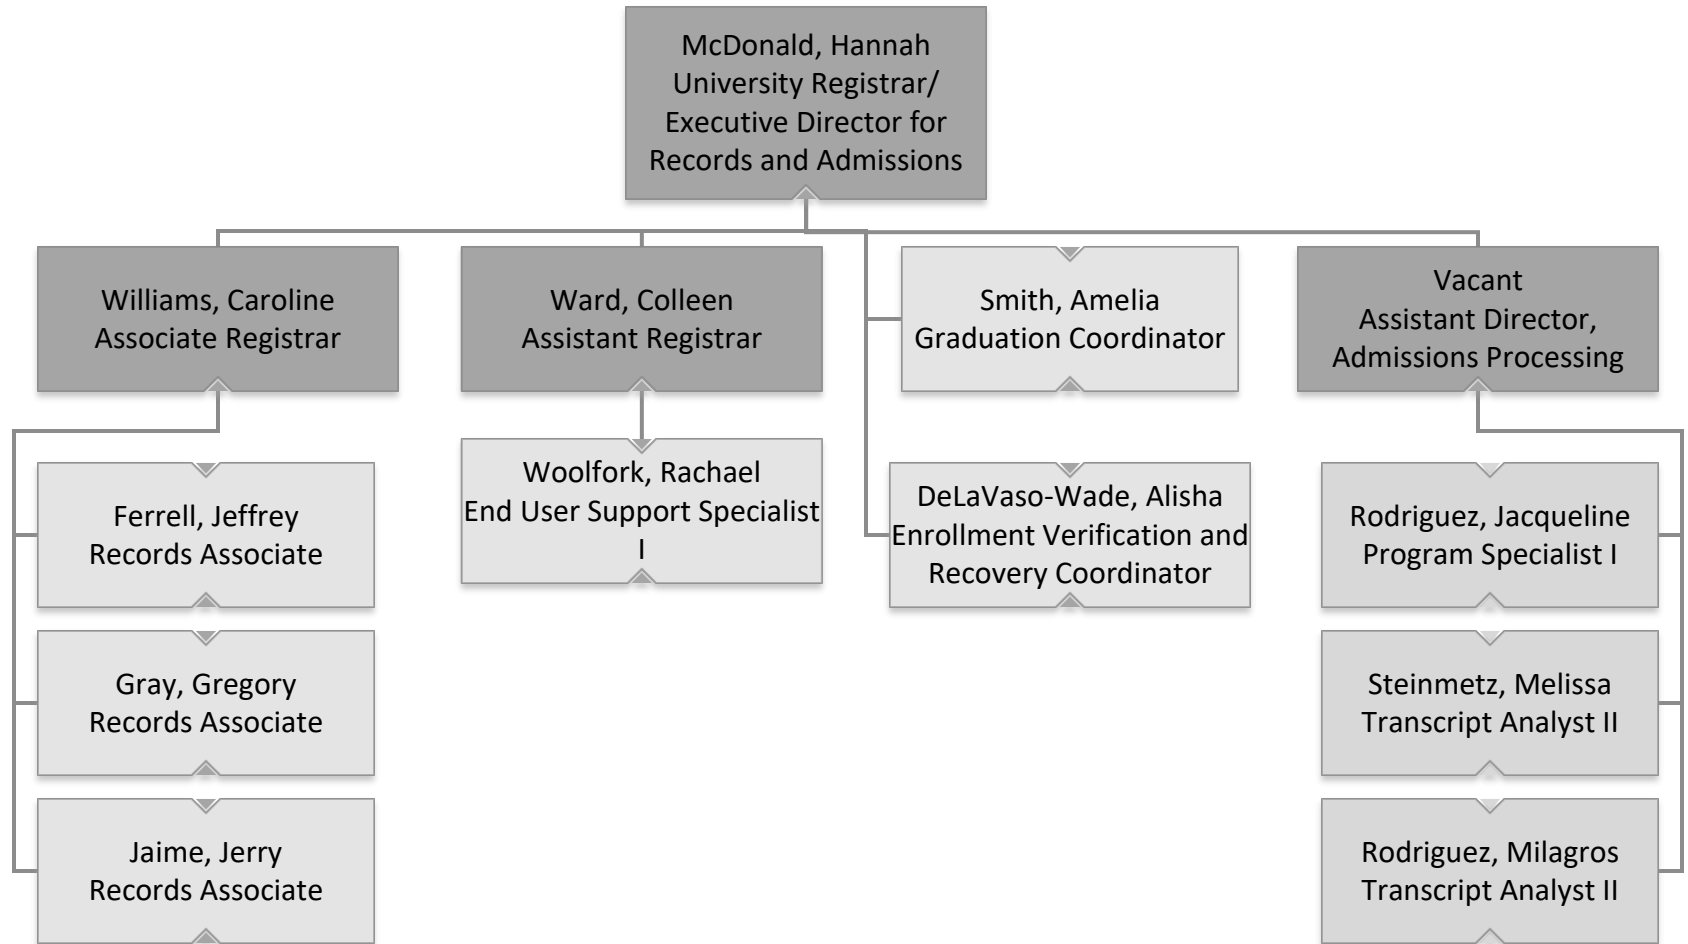 McDonald, Hannah
University Registrar/
Executive Director for
Records and Admissions
Williams, Caroline
Associate Registrar
Ward, Colleen
Assistant Registrar
Smith, Amelia
Graduation Coordinator
Vacant
Assistant Director,
Admissions Processing
Ferrell, Jeffrey
Records Associate
Woolfork, Rachael
End User Support Specialist
I
DeLaVaso-Wade, Alisha
Enrollment Verification and
Recovery Coordinator
Rodriguez, Jacqueline
Program Specialist I
Gray, Gregory
Records Associate
Steinmetz, Melissa
Transcript Analyst II
Jaime, Jerry
Records Associate
Rodriguez, Milagros
Transcript Analyst II